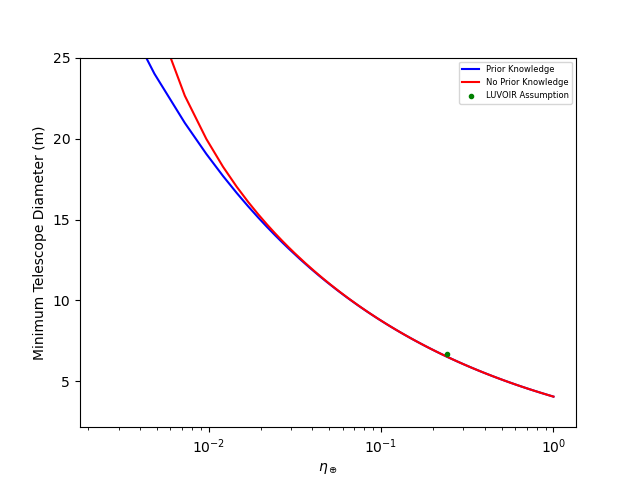 25
20
15
10
5
Minimum Telescope Diameter (m)
Prior Knowledge
No Prior Knowledge
LUVOIR Assumption
10⁻²
10⁻¹
10⁰
η⊕